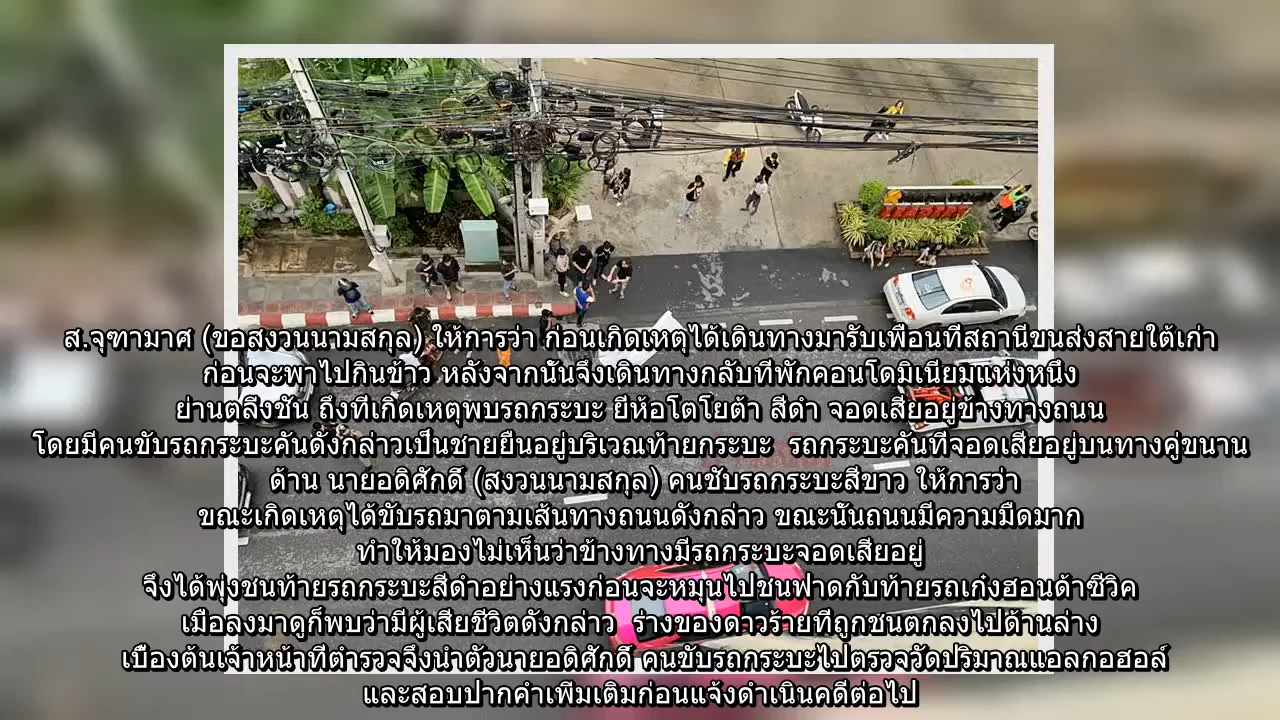 ส.จุฑามาศ (ขอสงวนนามสกุล) ให้การว่า ก่อนเกิดเหตุได้เดินทางมารับเพื่อนที่สถานีขนส่งสายใต้เก่า
ก่อนจะพาไปกินข้าว หลังจากนั้นจึงเดินทางกลับที่พักคอนโดมิเนียมแห่งหนึ่ง
ย่านตลิ่งชัน ถึงที่เกิดเหตุพบรถกระบะ ยี่ห้อโตโยต้า สีดำ จอดเสียอยู่ข้างทางถนน
โดยมีคนขับรถกระบะคันดังกล่าวเป็นชายยืนอยู่บริเวณท้ายกระบะ รถกระบะคันที่จอดเสียอยู่บนทางคู่ขนาน
ด้าน นายอดิศักดิ์ (สงวนนามสกุล) คนขับรถกระบะสีขาว ให้การว่า
ขณะเกิดเหตุได้ขับรถมาตามเส้นทางถนนดังกล่าว ขณะนั้นถนนมีความมืดมาก
ทำให้มองไม่เห็นว่าข้างทางมีรถกระบะจอดเสียอยู่
จึงได้พุ่งชนท้ายรถกระบะสีดำอย่างแรงก่อนจะหมุนไปชนฟาดกับท้ายรถเก๋งฮอนด้าซีวิค
เมื่อลงมาดูก็พบว่ามีผู้เสียชีวิตดังกล่าว ร่างของดาวร้ายที่ถูกชนตกลงไปด้านล่าง
เบื้องต้นเจ้าหน้าที่ตำรวจจึงนำตัวนายอดิศักดิ์ คนขับรถกระบะไปตรวจวัดปริมาณแอลกอฮอล์
และสอบปากคำเพิ่มเติมก่อนแจ้งดำเนินคดีต่อไป